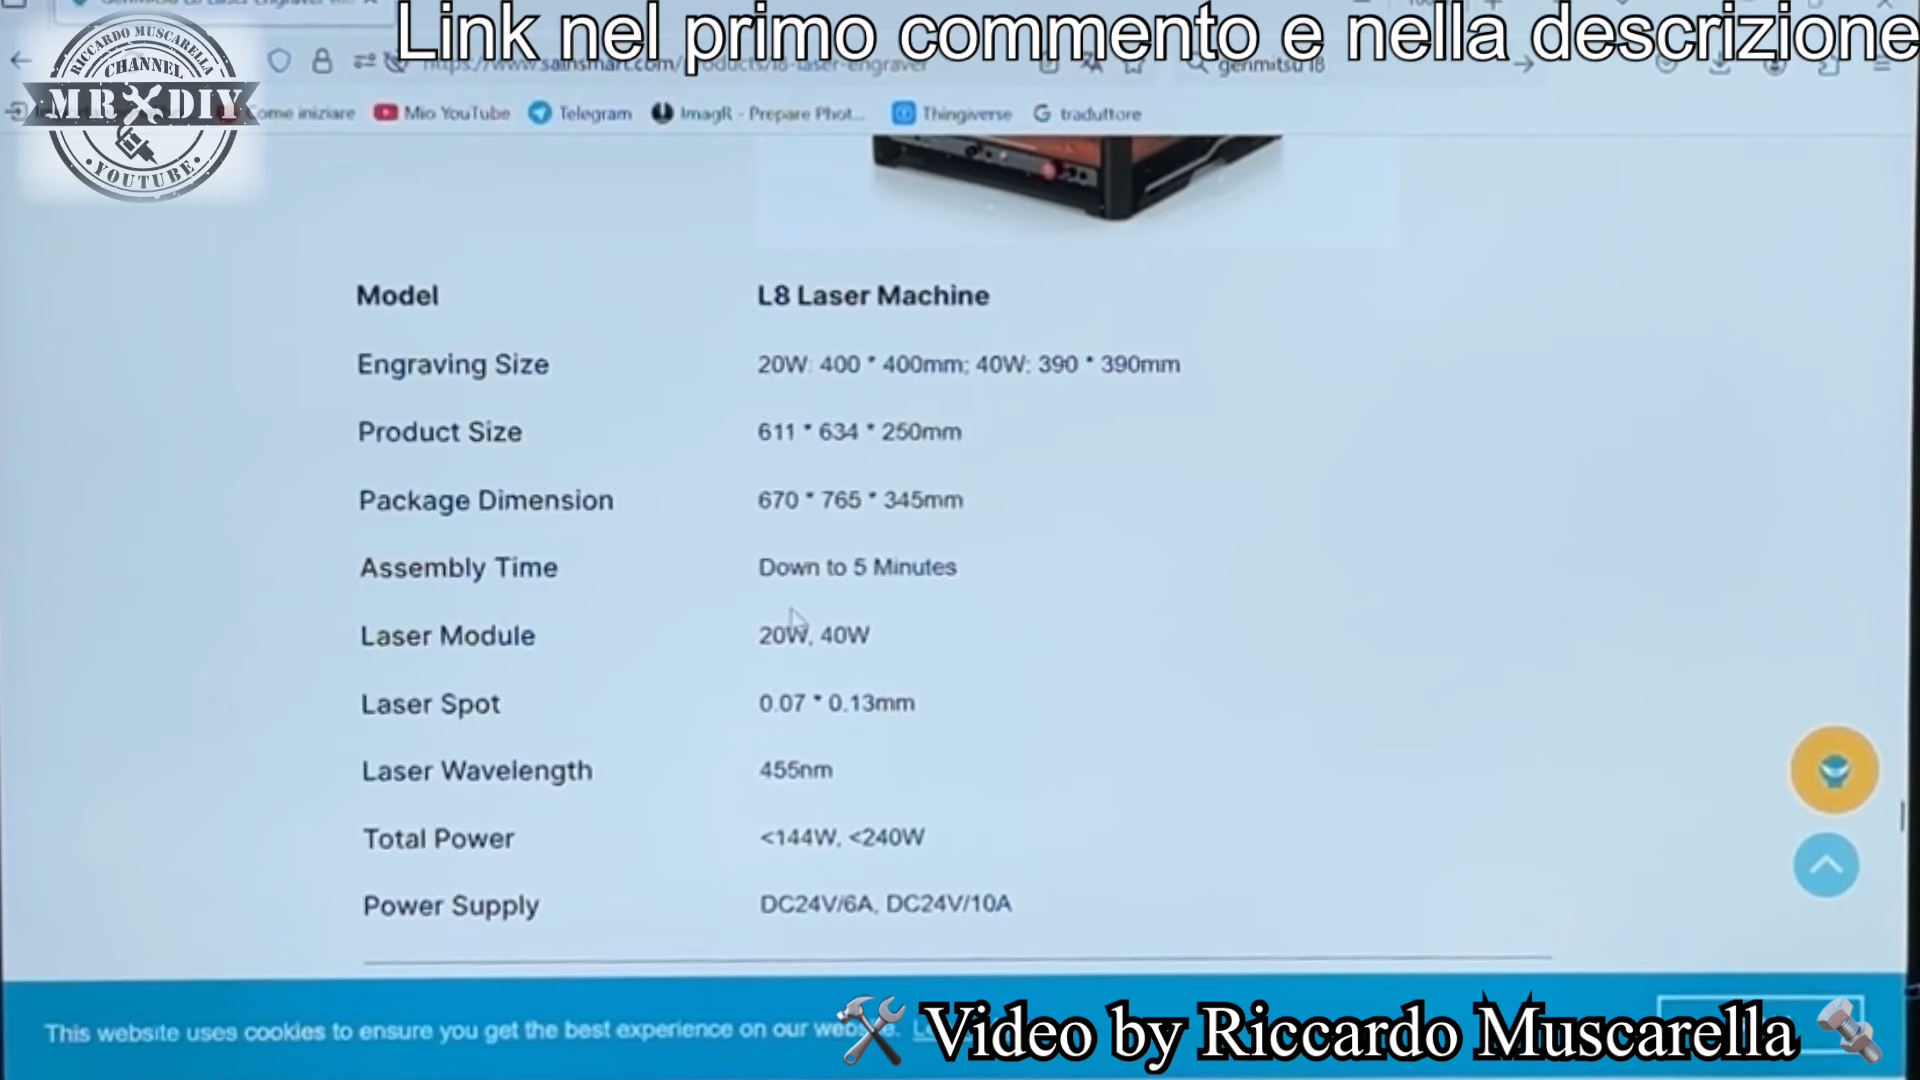 Link nel primo commento e nella descrizione
RICCARDO MUSCARELLA
CHANNEL
MR DIY
YOUTUBE
genmitsu l8
Come iniziare
Mio YouTube
Telegram
ImagR - Prepare Phot...
Thingiverse
traduttore
Model L8 Laser Machine
Engraving Size 20W: 400 * 400mm; 40W: 390 * 390mm
Product Size 611 * 634 * 250mm
Package Dimension 670 * 765 * 345mm
Assembly Time Down to 5 Minutes
Laser Module 20W, 40W
Laser Spot 0.07 * 0.13mm
Laser Wavelength 455nm
Total Power <144W, <240W
Power Supply DC24V/6A, DC24V/10A
This website uses cookies to ensure you get the best experience on our website.
Video by Riccardo Muscarella